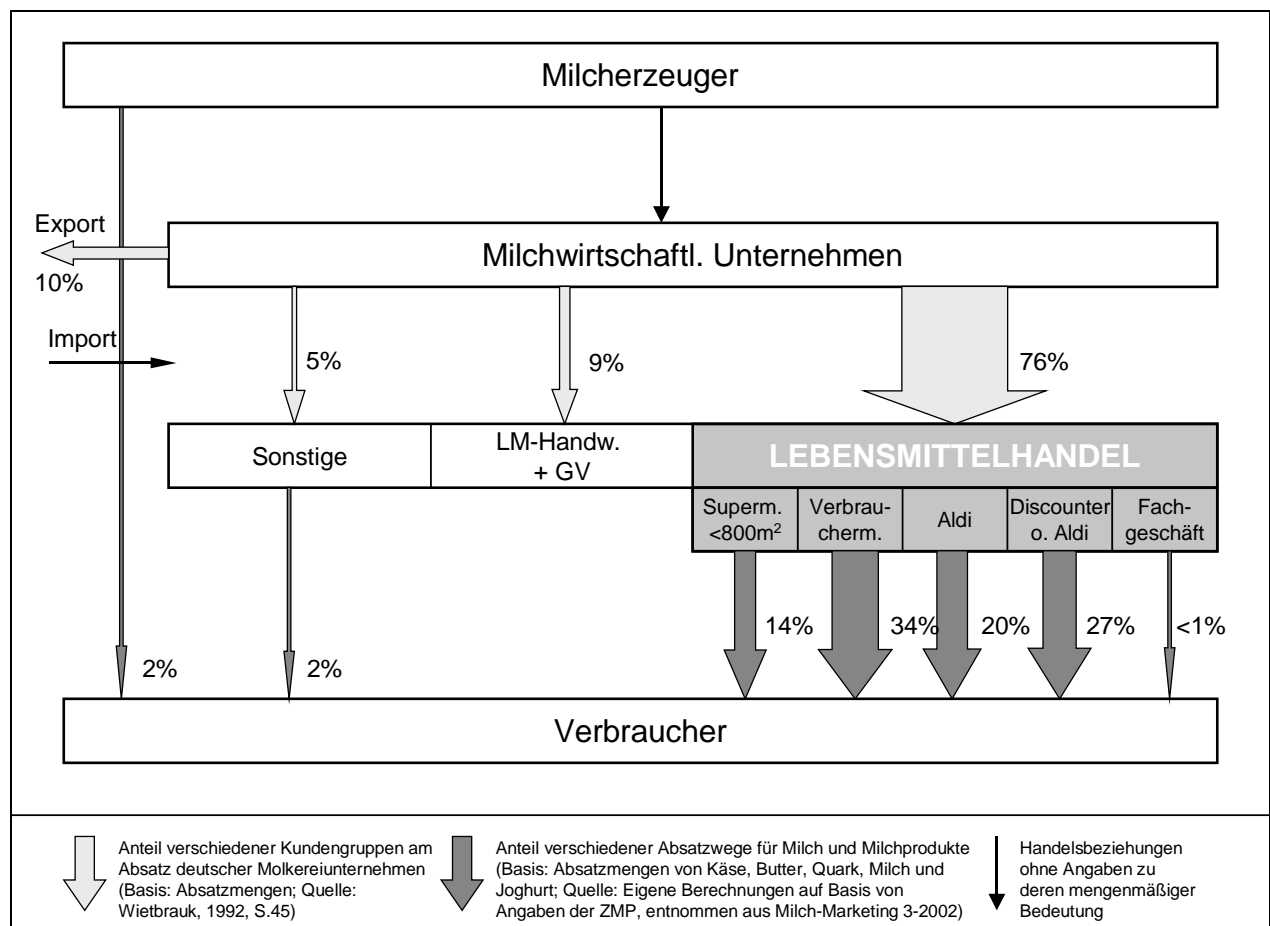 Milcherzeuger
Export
10%
Milchwirtschaftl. Unternehmen
Import
5%
9%
76%
Sonstige
LM-Handw.
+ GV
LEBENSMITTELHANDEL
Superm.
<800m²
Verbrau-
cherm.
Aldi
Discounter
o. Aldi
Fach-
geschäft
2%
2%
14%
34%
20%
27%
<1%
Verbraucher
Anteil verschiedener Kundengruppen am
Absatz deutscher Molkereiunternehmen
(Basis: Absatzmengen; Quelle:
Wietbrauk, 1992, S.45)
Anteil verschiedener Absatzwege für Milch und Milchprodukte
(Basis: Absatzmengen von Käse, Butter, Quark, Milch und
Joghurt; Quelle: Eigene Berechnungen auf Basis von
Angaben der ZMP, entnommen aus Milch-Marketing 3-2002)
Handelsbeziehungen
ohne Angaben zu
deren mengenmäßiger
Bedeutung